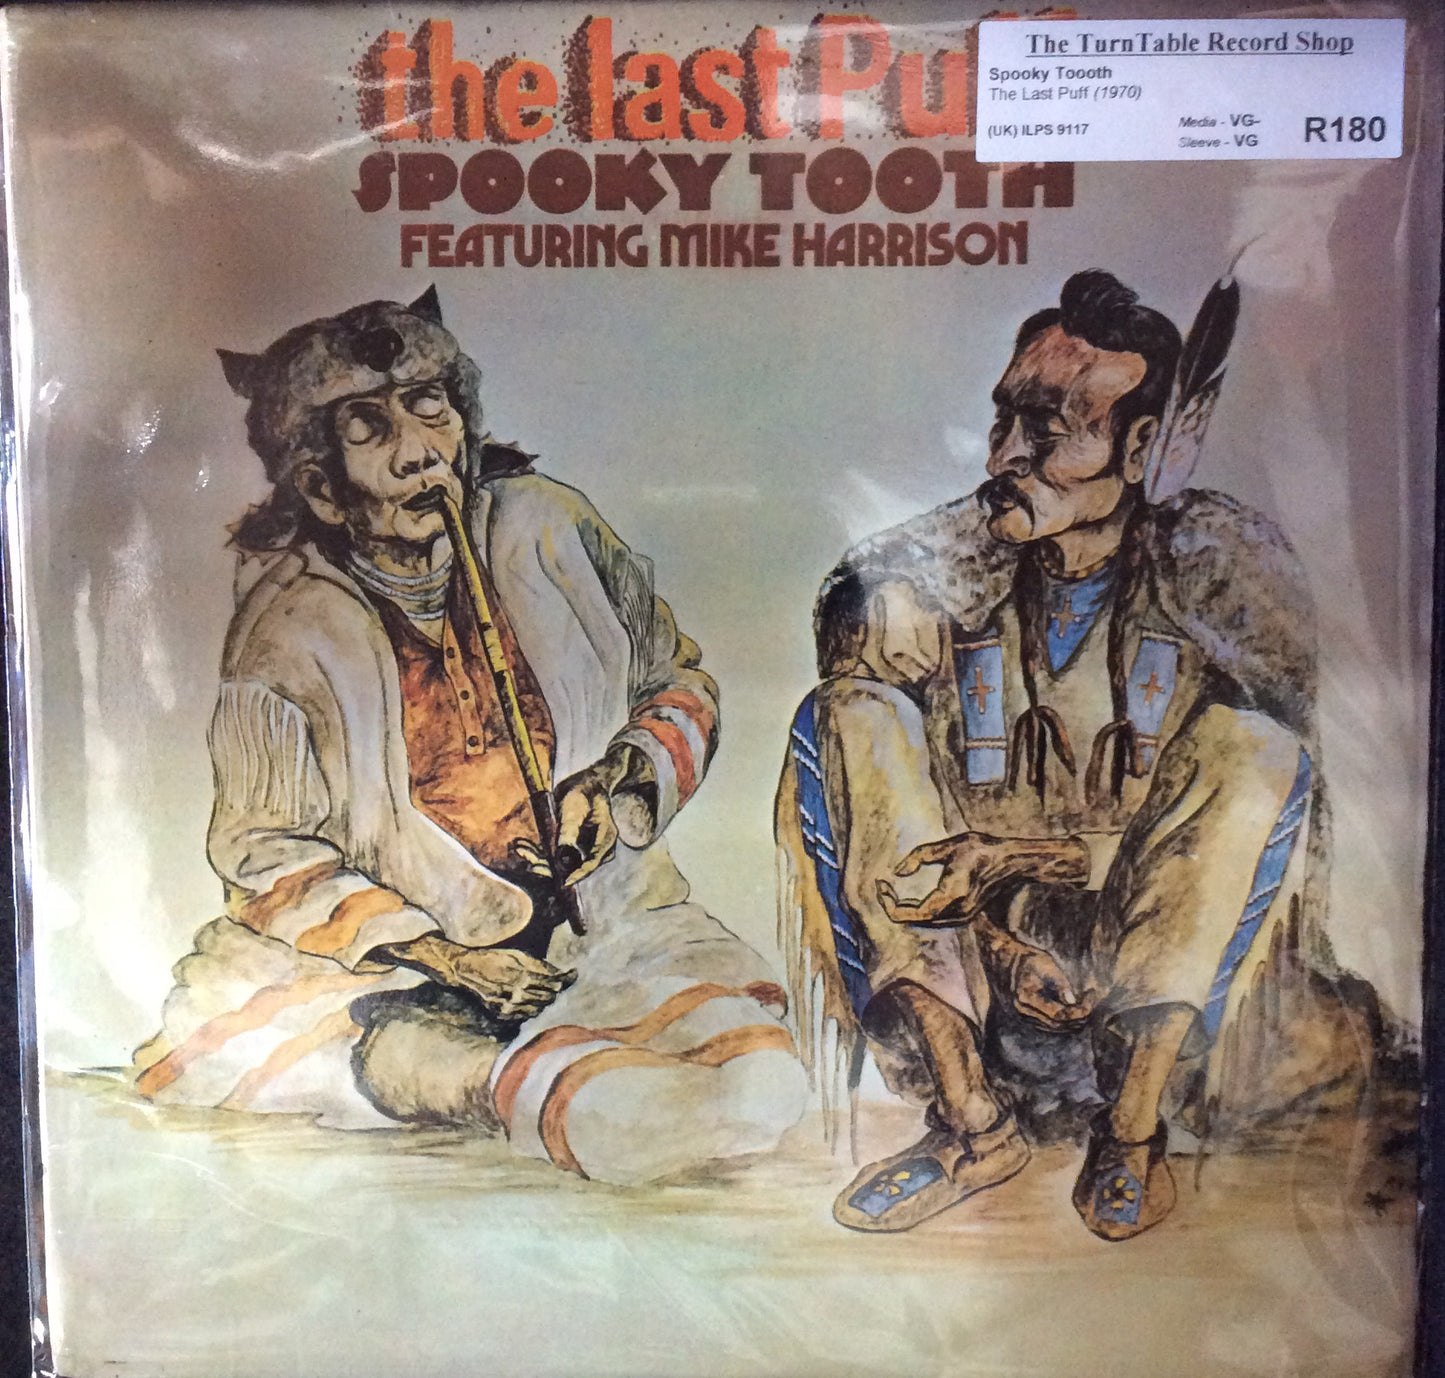 the last Pu
SPOOKY TOOTH
FEATURING MIKE HARRISON
The TurnTable Record Shop
Spooky Toooth
The Last Puff (1970)
(UK) ILPS 9117
Media - VG-
Sleeve - VG
R180